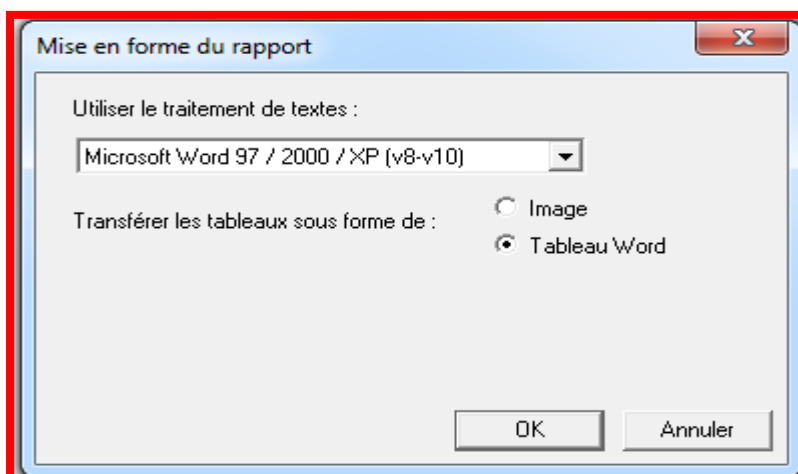 Mise en forme du rapport
Utiliser le traitement de textes :
Microsoft Word 97 / 2000 / XP (v8-v10)
Transférer les tableaux sous forme de :
Image
Tableau Word
OK
Annuler